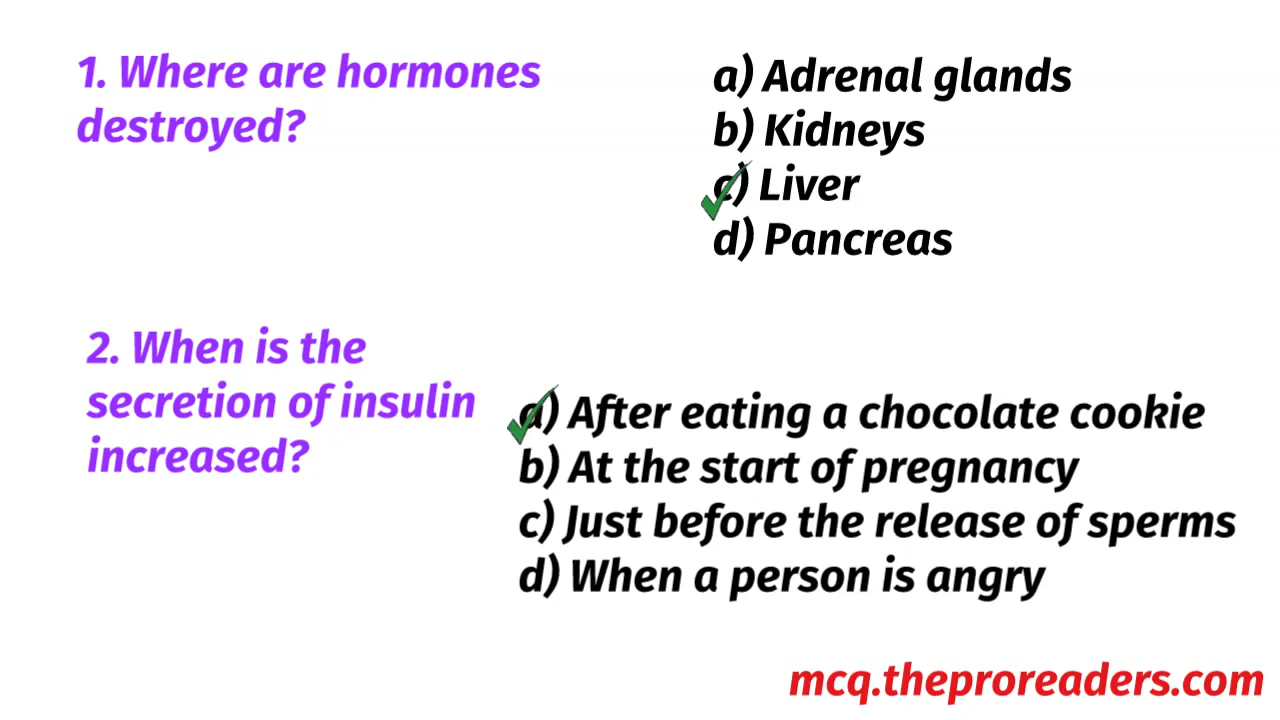 1. Where are hormones
destroyed?
a) Adrenal glands
b) Kidneys
c) Liver
d) Pancreas
2. When is the
secretion of insulin
increased?
a) After eating a chocolate cookie
b) At the start of pregnancy
c) Just before the release of sperms
d) When a person is angry
mcq.theproreaders.com